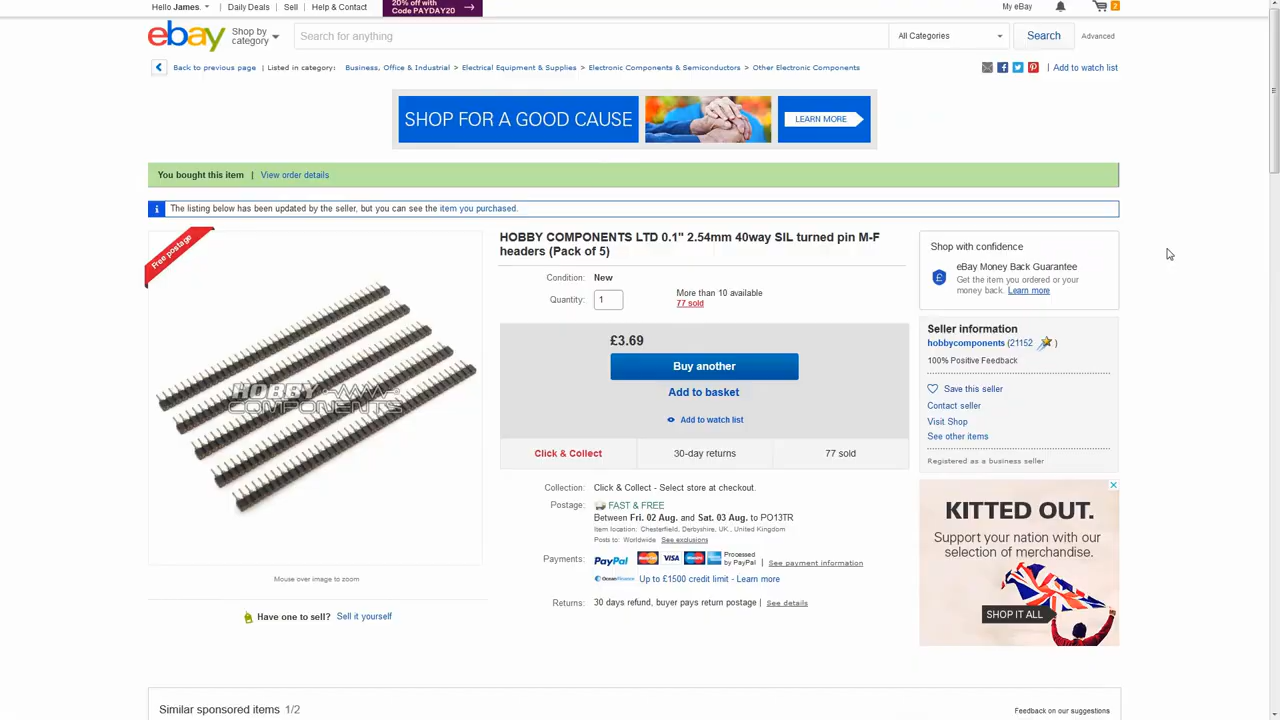 Hello James.
Daily Deals
Sell
Help & Contact
20% off with
Code PAYDAY20
My eBay
2
ebay
Shop by
category
Search for anything
All Categories
Search
Advanced
Back to previous page | Listed in category: Business, Office & Industrial > Electrical Equipment & Supplies > Electronic Components & Semiconductors > Other Electronic Components
| Add to watch list
SHOP FOR A GOOD CAUSE
LEARN MORE
You bought this item | View order details
The listing below has been updated by the seller, but you can see the item you purchased.
Free postage
HOBBY
COMPONENTS
Mouse over image to zoom
Have one to sell? Sell it yourself
HOBBY COMPONENTS LTD 0.1" 2.54mm 40way SIL turned pin M-F
headers (Pack of 5)
Condition: New
Quantity: 1
More than 10 available
77 sold
£3.69
Buy another
Add to basket
Add to watch list
Click & Collect
30-day returns
77 sold
Collection: Click & Collect - Select store at checkout.
Postage: FAST & FREE
Between Fri. 02 Aug. and Sat. 03 Aug. to PO13TR
Item location: Chesterfield, Derbyshire, UK , United Kingdom
Posts to: Worldwide See exclusions
Payments: PayPal VISA Processed
by PayPal | See payment information
Up to £1500 credit limit - Learn more
Returns: 30 days refund, buyer pays return postage | See details
Shop with confidence
eBay Money Back Guarantee
Get the item you ordered or your
money back. Learn more
Seller information
hobbycomponents (21152 )
100% Positive Feedback
Save this seller
Contact seller
Visit Shop
See other items
Registered as a business seller
KITTED OUT.
Support your nation with our
selection of merchandise.
SHOP IT ALL
Similar sponsored items 1/2
Feedback on our suggestions